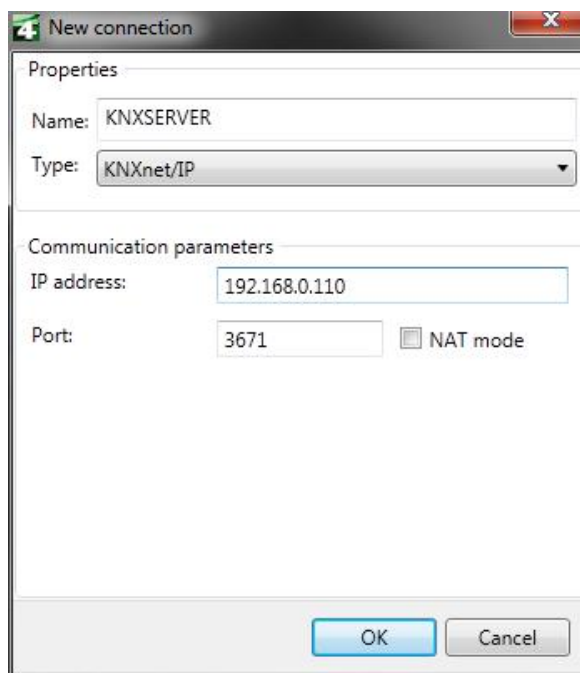 4 New connection
Properties
Name: KNXSERVER
Type: KNXnet/IP
Communication parameters
IP address: 192.168.0.110
Port: 3671 NAT mode
OK Cancel